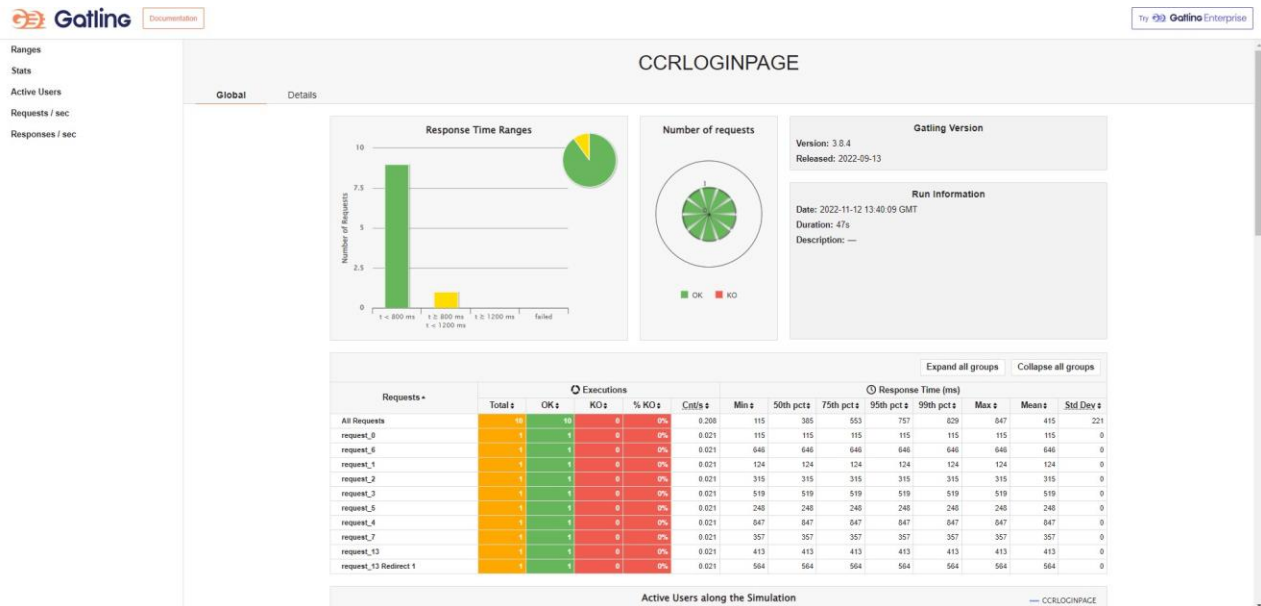 Gatling
Documentation
Try Gatling Enterprise
Ranges
Stats
Active Users
Requests / sec
Responses / sec
CCRLOGINPAGE
Global Details
Response Time Ranges
Number of Requests
10
7.5
5
2.5
0
t < 800 ms
t ≥ 800 ms
t < 1200 ms
t ≥ 1200 ms
failed
Number of requests
1
OK KO
Gatling Version
Version: 3.8.4
Released: 2022-09-13
Run Information
Date: 2022-11-12 13:40:09 GMT
Duration: 47s
Description: —
Expand all groups Collapse all groups
Requests Executions Response Time (ms)
Total OK KO % KO Cnt/s Min 50th pct 75th pct 95th pct 99th pct Max Mean Std Dev
All Requests 10 10 0 0% 0.208 115 385 553 757 829 847 415 221
request_0 1 1 0 0% 0.021 115 115 115 115 115 115 115 0
request_6 1 1 0 0% 0.021 646 646 646 646 646 646 646 0
request_1 1 1 0 0% 0.021 124 124 124 124 124 124 124 0
request_2 1 1 0 0% 0.021 315 315 315 315 315 315 315 0
request_3 1 1 0 0% 0.021 519 519 519 519 519 519 519 0
request_5 1 1 0 0% 0.021 248 248 248 248 248 248 248 0
request_4 1 1 0 0% 0.021 847 847 847 847 847 847 847 0
request_7 1 1 0 0% 0.021 357 357 357 357 357 357 357 0
request_13 1 1 0 0% 0.021 413 413 413 413 413 413 413 0
request_13 Redirect 1 1 1 0 0% 0.021 564 564 564 564 564 564 564 0
Active Users along the Simulation
CCRLOGINPAGE